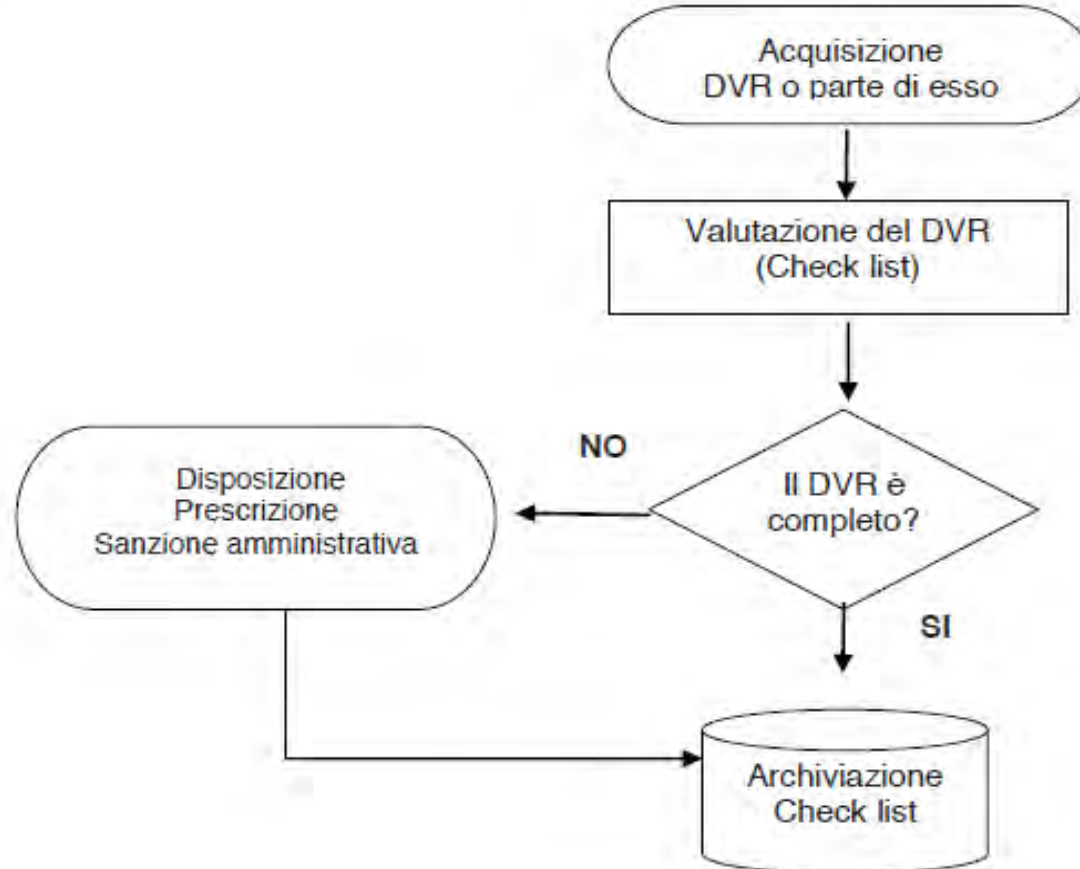 Acquisizione
DVR o parte di esso
Valutazione del DVR
(Check list)
NO
Il DVR è
completo?
Disposizione
Prescrizione
Sanzione amministrativa
SI
Archiviazione
Check list